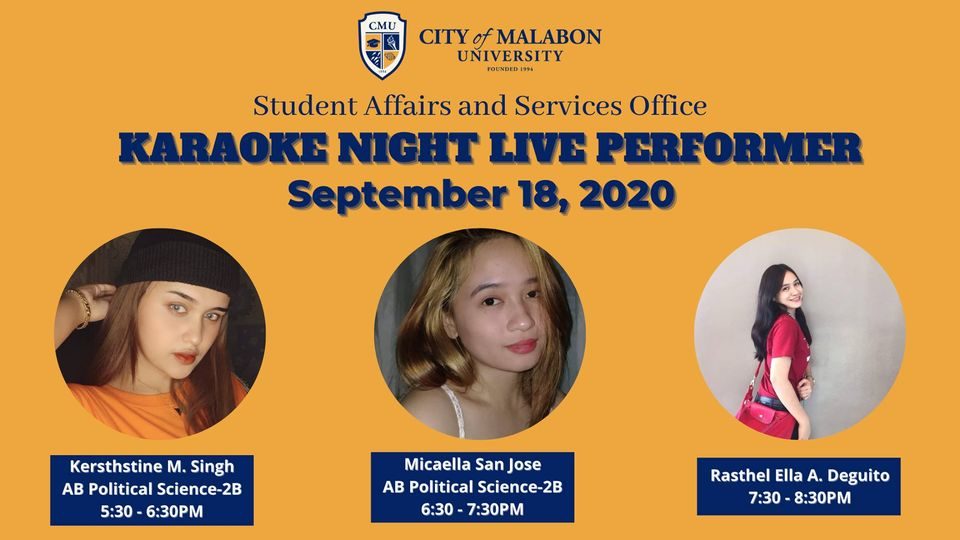 CMU
1994
CITY of MALABON
UNIVERSITY
FOUNDED 1994
Student Affairs and Services Office
KARAOKE NIGHT LIVE PERFORMER
September 18, 2020
Kersthstine M. Singh
AB Political Science-2B
5:30 - 6:30PM
Micaella San Jose
AB Political Science-2B
6:30 - 7:30PM
Rasthel Ella A. Deguito
7:30 - 8:30PM